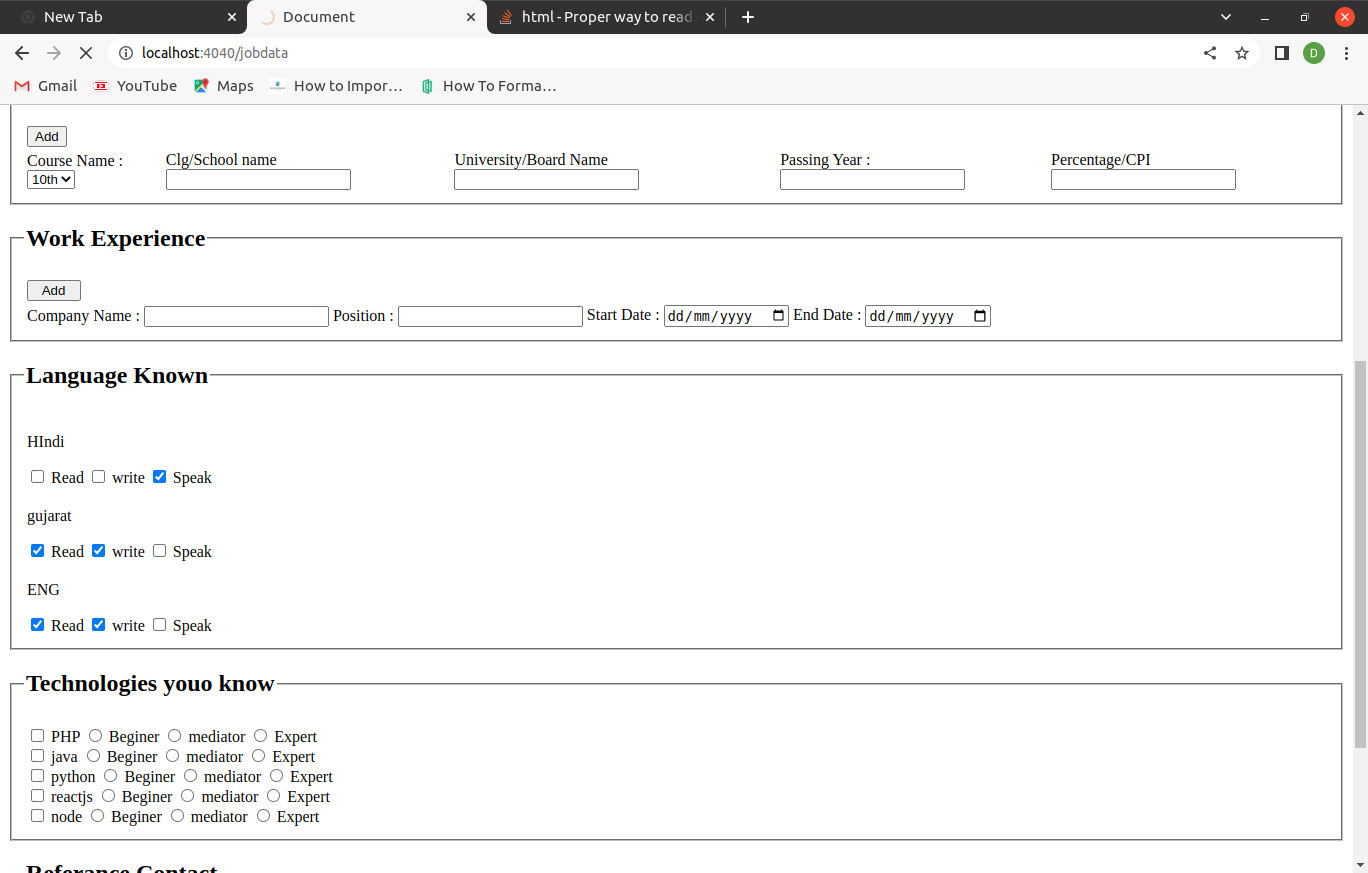 New Tab
Document
html - Proper way to read
localhost:4040/jobdata
D
Gmail
YouTube
Maps
How to Impor...
How To Forma...
Add
Course Name :
Clg/School name
University/Board Name
Passing Year :
Percentage/CPI
10th
Work Experience
Add
Company Name : Position : Start Date : dd/mm/yyyy End Date : dd/mm/yyyy
Language Known
HIndi
Read write Speak
gujarat
Read write Speak
ENG
Read write Speak
Technologies youo know
PHP Beginer mediator Expert
java Beginer mediator Expert
python Beginer mediator Expert
reactjs Beginer mediator Expert
node Beginer mediator Expert
Referance Contact